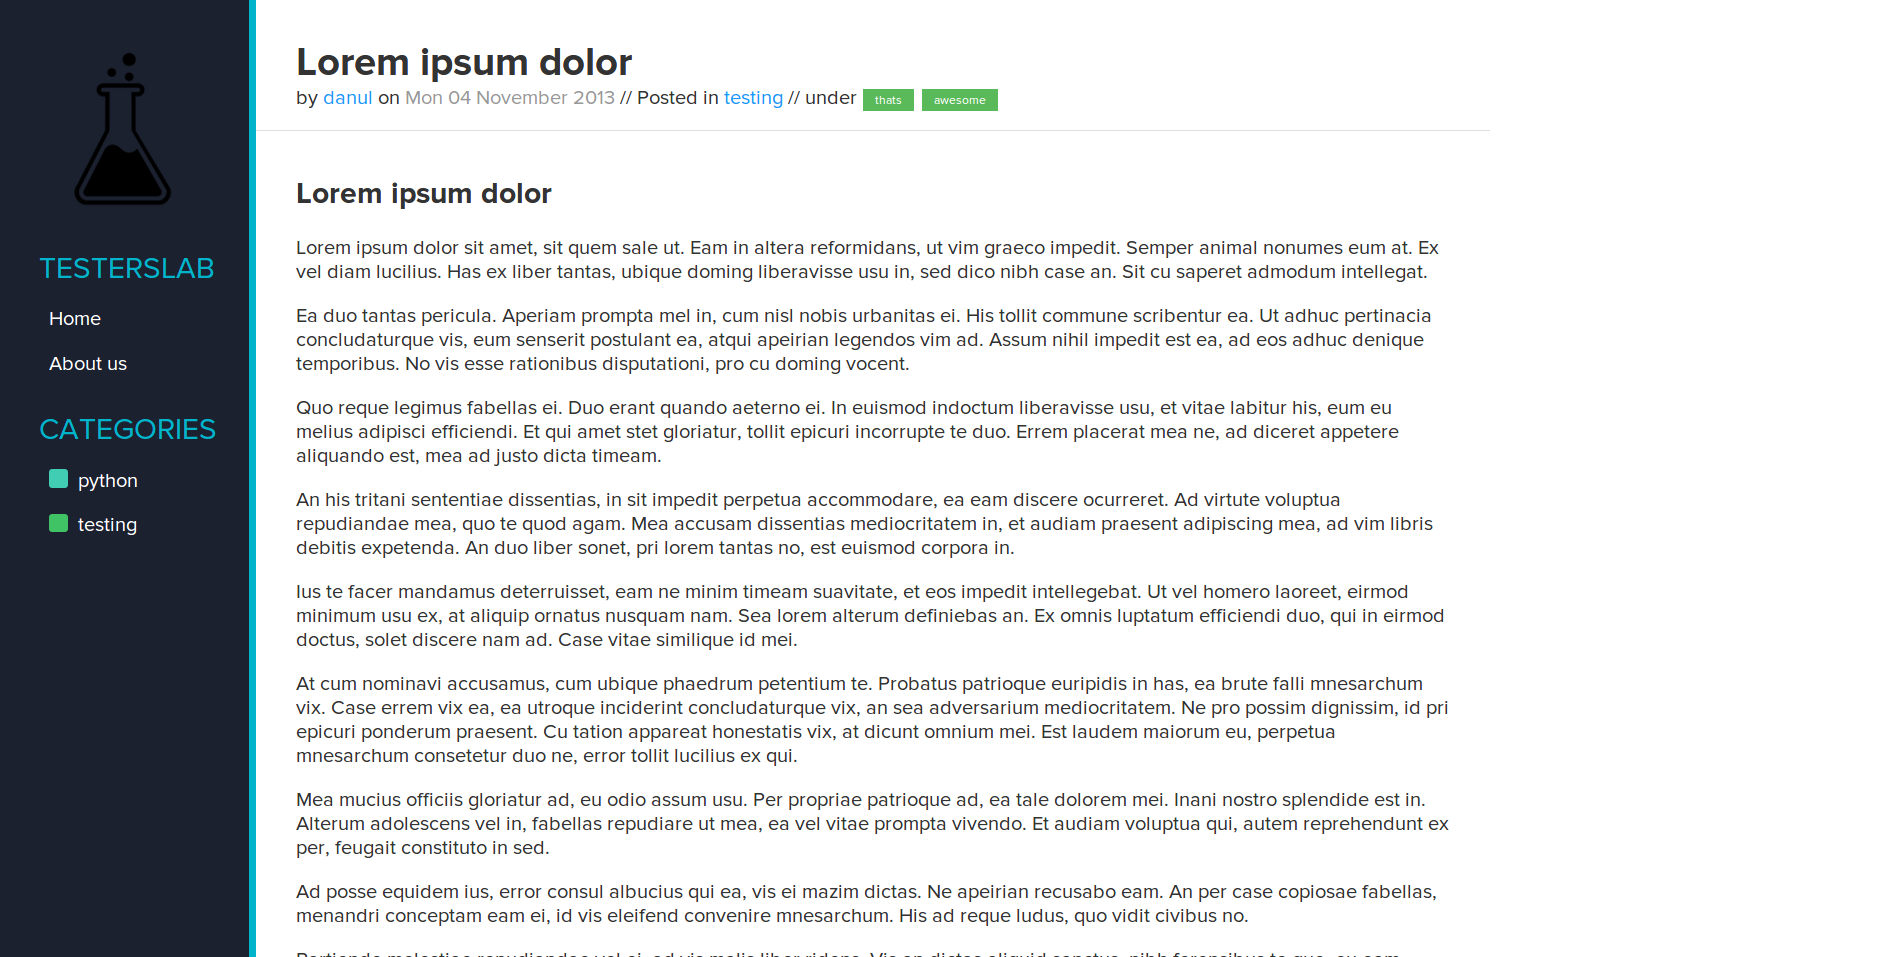 TESTERSLAB
Home
About us
CATEGORIES
python
testing
Lorem ipsum dolor
by danul on Mon 04 November 2013 // Posted in testing // under thats awesome
Lorem ipsum dolor
Lorem ipsum dolor sit amet, sit quem sale ut. Eam in altera reformidans, ut vim graeco impedit. Semper animal nonumes eum at. Ex
vel diam lucilius. Has ex liber tantas, ubique doming liberavisse usu in, sed dico nibh case an. Sit cu saperet admodum intellegat.
Ea duo tantas pericula. Aperiam prompta mel in, cum nisl nobis urbanitas ei. His tollit commune scribentur ea. Ut adhuc pertinacia
concludaturque vis, eum senserit postulant ea, atqui apeirian legendos vim ad. Assum nihil impedit est ea, ad eos adhuc denique
temporibus. No vis esse rationibus disputationi, pro cu doming vocent.
Quo reque legimus fabellas ei. Duo erant quando aeterno ei. In euismod indoctum liberavisse usu, et vitae labitur his, eum eu
melius adipisci efficiendi. Et qui amet stet gloriatur, tollit epicuri incorrupte te duo. Errem placerat mea ne, ad diceret appetere
aliquando est, mea ad justo dicta timeam.
An his tritani sententiae dissentias, in sit impedit perpetua accommodare, ea eam discere ocurreret. Ad virtute voluptua
repudiandae mea, quo te quod agam. Mea accusam dissentias mediocritatem in, et audiam praesent adipiscing mea, ad vim libris
debitis expetenda. An duo liber sonet, pri lorem tantas no, est euismod corpora in.
Ius te facer mandamus deterruisset, eam ne minim timeam suavitate, et eos impedit intellegebat. Ut vel homero laoreet, eirmod
minimum usu ex, at aliquip ornatus nusquam nam. Sea lorem alterum definiebas an. Ex omnis luptatum efficiendi duo, qui in eirmod
doctus, solet discere nam ad. Case vitae similique id mei.
At cum nominavi accusamus, cum ubique phaedrum petentium te. Probatus patrioque euripidis in has, ea brute falli mnesarchum
vix. Case errem vix ea, ea utroque inciderint concludaturque vix, an sea adversarium mediocritatem. Ne pro possim dignissim, id pri
epicuri ponderum praesent. Cu tation appareat honestatis vix, at dicunt omnium mei. Est laudem maiorum eu, perpetua
mnesarchum consetetur duo ne, error tollit lucilius ex qui.
Mea mucius officiis gloriatur ad, eu odio assum usu. Per propriae patrioque ad, ea tale dolorem mei. Inani nostro splendide est in.
Alterum adolescens vel in, fabellas repudiare ut mea, ea vel vitae prompta vivendo. Et audiam voluptua qui, autem reprehendunt ex
per, feugait constituto in sed.
Ad posse equidem ius, error consul albucius qui ea, vis ei mazim dictas. Ne apeirian recusabo eam. An per case copiosae fabellas,
menandri conceptam eam ei, id vis eleifend convenire mnesarchum. His ad reque ludus, quo vidit civibus no.